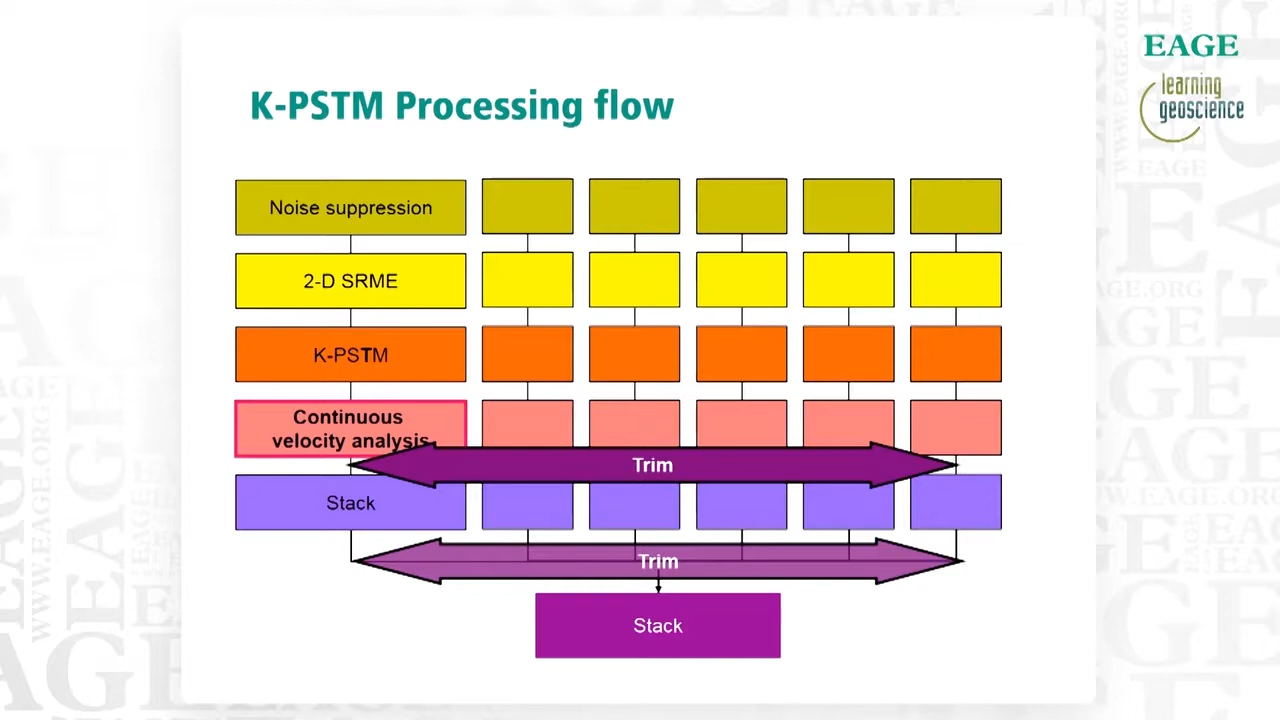 EAGE
learning
geoscience
K-PSTM Processing flow
Noise suppression
2-D SRME
K-PSTM
Continuous
velocity analysis
Trim
Stack
Trim
Stack